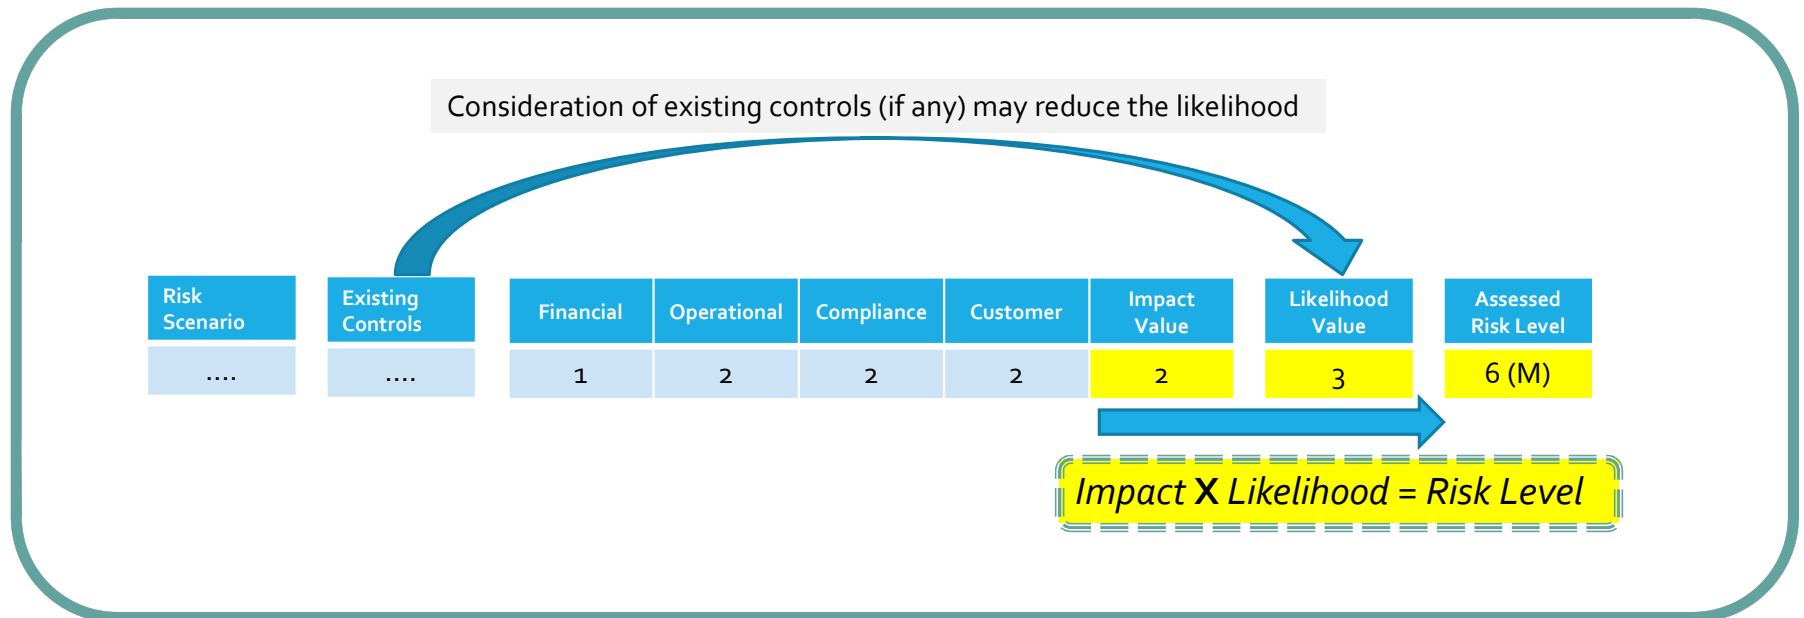 Consideration of existing controls (if any) may reduce the likelihood
Risk
Scenario
Existing
Controls
Financial
Operational
Compliance
Customer
Impact
Value
Likelihood
Value
Assessed
Risk Level
....
....
1
2
2
2
2
3
6 (M)
Impact X Likelihood = Risk Level